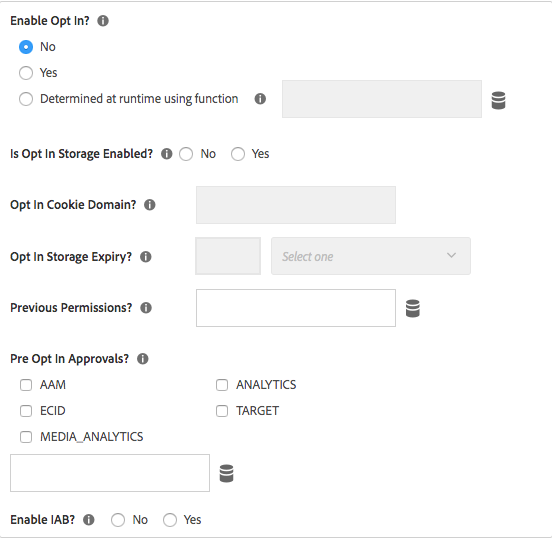 Enable Opt In?
No
Yes
Determined at runtime using function
Is Opt In Storage Enabled? No Yes
Opt In Cookie Domain?
Opt In Storage Expiry? Select one
Previous Permissions?
Pre Opt In Approvals?
AAM ANALYTICS
ECID TARGET
MEDIA_ANALYTICS
Enable IAB? No Yes